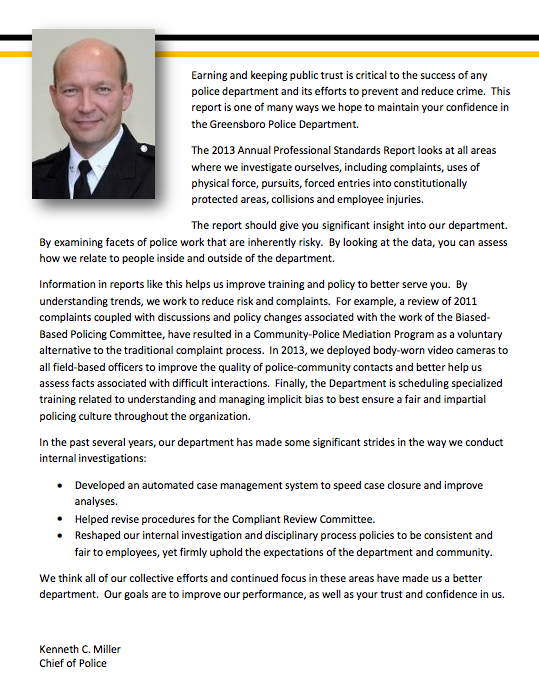 Earning and keeping public trust is critical to the success of any
police department and its efforts to prevent and reduce crime.  This
report is one of many ways we hope to maintain your confidence in
the Greensboro Police Department.
The 2013 Annual Professional Standards Report looks at all areas
where we investigate ourselves, including complaints, uses of
physical force, pursuits, forced entries into constitutionally
protected areas, collisions and employee injuries.
The report should give you significant insight into our department.
By examining facets of police work that are inherently risky.  By looking at the data, you can assess
how we relate to people inside and outside of the department.
Information in reports like this helps us improve training and policy to better serve you.  By
understanding trends, we work to reduce risk and complaints.  For example, a review of 2011
complaints coupled with discussions and policy changes associated with the work of the Biased-
Based Policing Committee, have resulted in a Community-Police Mediation Program as a voluntary
alternative to the traditional complaint process.  In 2013, we deployed body-worn video cameras to
all field-based officers to improve the quality of police-community contacts and better help us
assess facts associated with difficult interactions.  Finally, the Department is scheduling specialized
training related to understanding and managing implicit bias to best ensure a fair and impartial
policing culture throughout the organization.
In the past several years, our department has made some significant strides in the way we conduct
internal investigations:
• Developed an automated case management system to speed case closure and improve
analyses.
• Helped revise procedures for the Compliant Review Committee.
• Reshaped our internal investigation and disciplinary process policies to be consistent and
fair to employees, yet firmly uphold the expectations of the department and community.
We think all of our collective efforts and continued focus in these areas have made us a better
department.  Our goals are to improve our performance, as well as your trust and confidence in us.
Kenneth C. Miller
Chief of Police